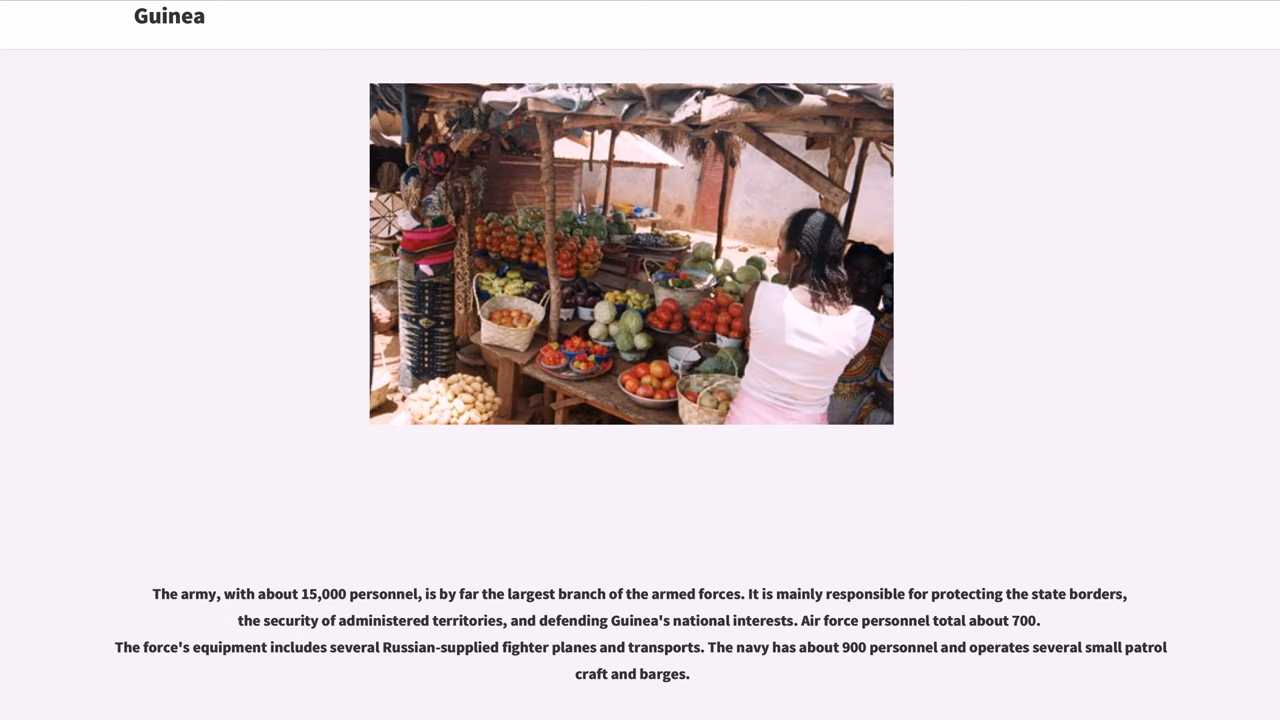 Guinea
The army, with about 15,000 personnel, is by far the largest branch of the armed forces. It is mainly responsible for protecting the state borders,
the security of administered territories, and defending Guinea's national interests. Air force personnel total about 700.
The force's equipment includes several Russian-supplied fighter planes and transports. The navy has about 900 personnel and operates several small patrol
craft and barges.